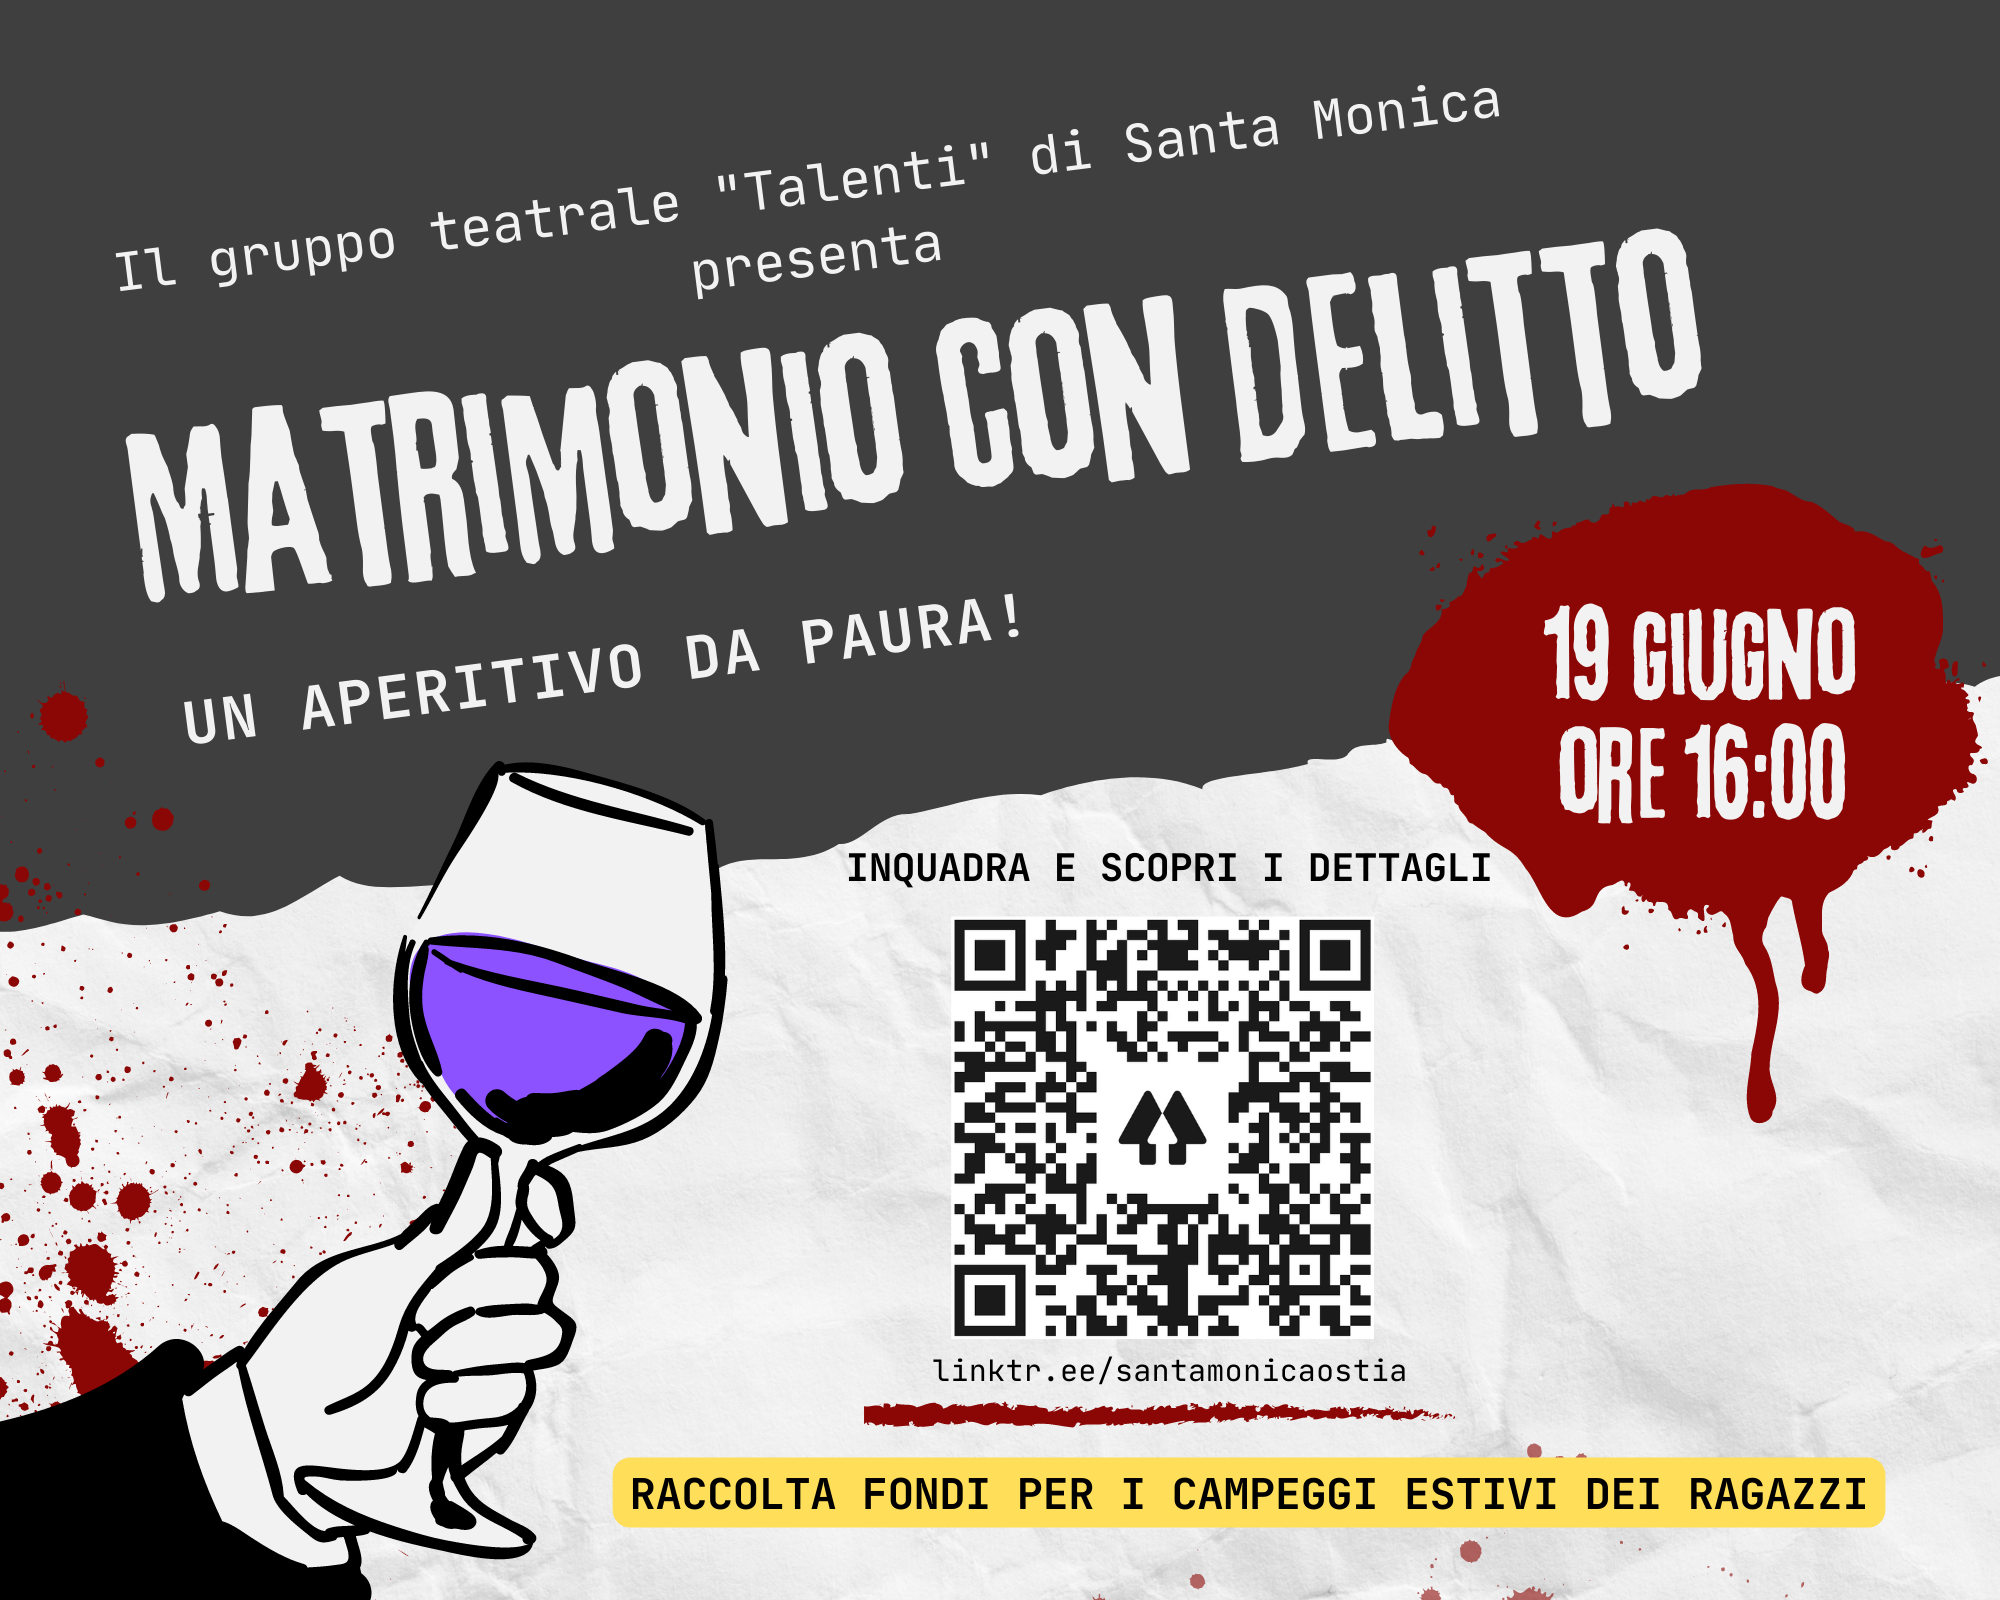 Il gruppo teatrale "Talenti" di Santa Monica
presenta
MATRIMONIO CON DELITTO
UN APERITIVO DA PAURA!
19 GIUGNO
ORE 16:00
INQUADRA E SCOPRI I DETTAGLI
linktr.ee/santamonicaostia
RACCOLTA FONDI PER I CAMPEGGI ESTIVI DEI RAGAZZI